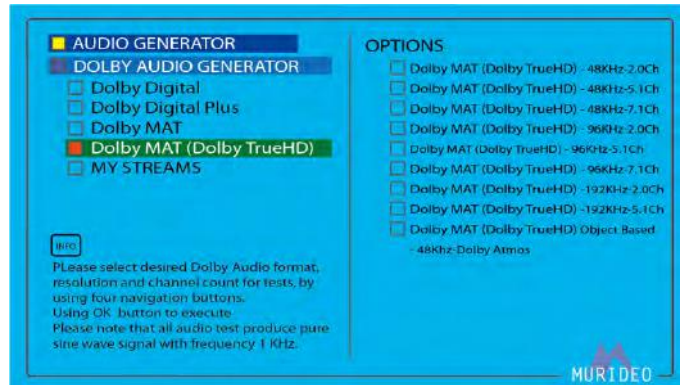 AUDIO GENERATOR
DOLBY AUDIO GENERATOR
Dolby Digital
Dolby Digital Plus
Dolby MAT
Dolby MAT (Dolby TrueHD)
MY STREAMS
INFO
PLease select desired Dolby Audio format,
resolution and channel count for tests, by
using four navigation buttons.
Using OK button to execute
Please note that all audio test produce pure
sine wave signal with frequency 1 KHz.
OPTIONS
Dolby MAT (Dolby TrueHD) - 48KHz-2.0Ch
Dolby MAT (Dolby TrueHD) - 48KHz-5.1Ch
Dolby MAT (Dolby TrueHD) - 48KHz-7.1Ch
Dolby MAT (Dolby TrueHD) - 96KHz-2.0Ch
Dolby MAT (Dolby TrueHD) - 96KHz-5.1Ch
Dolby MAT (Dolby TrueHD) - 96KHz-7.1Ch
Dolby MAT (Dolby TrueHD) -192KHz-2.0Ch
Dolby MAT (Dolby TrueHD) -192KHz-5.1Ch
Dolby MAT (Dolby TrueHD) Object Based
- 48Khz-Dolby Atmos
MURIDEO